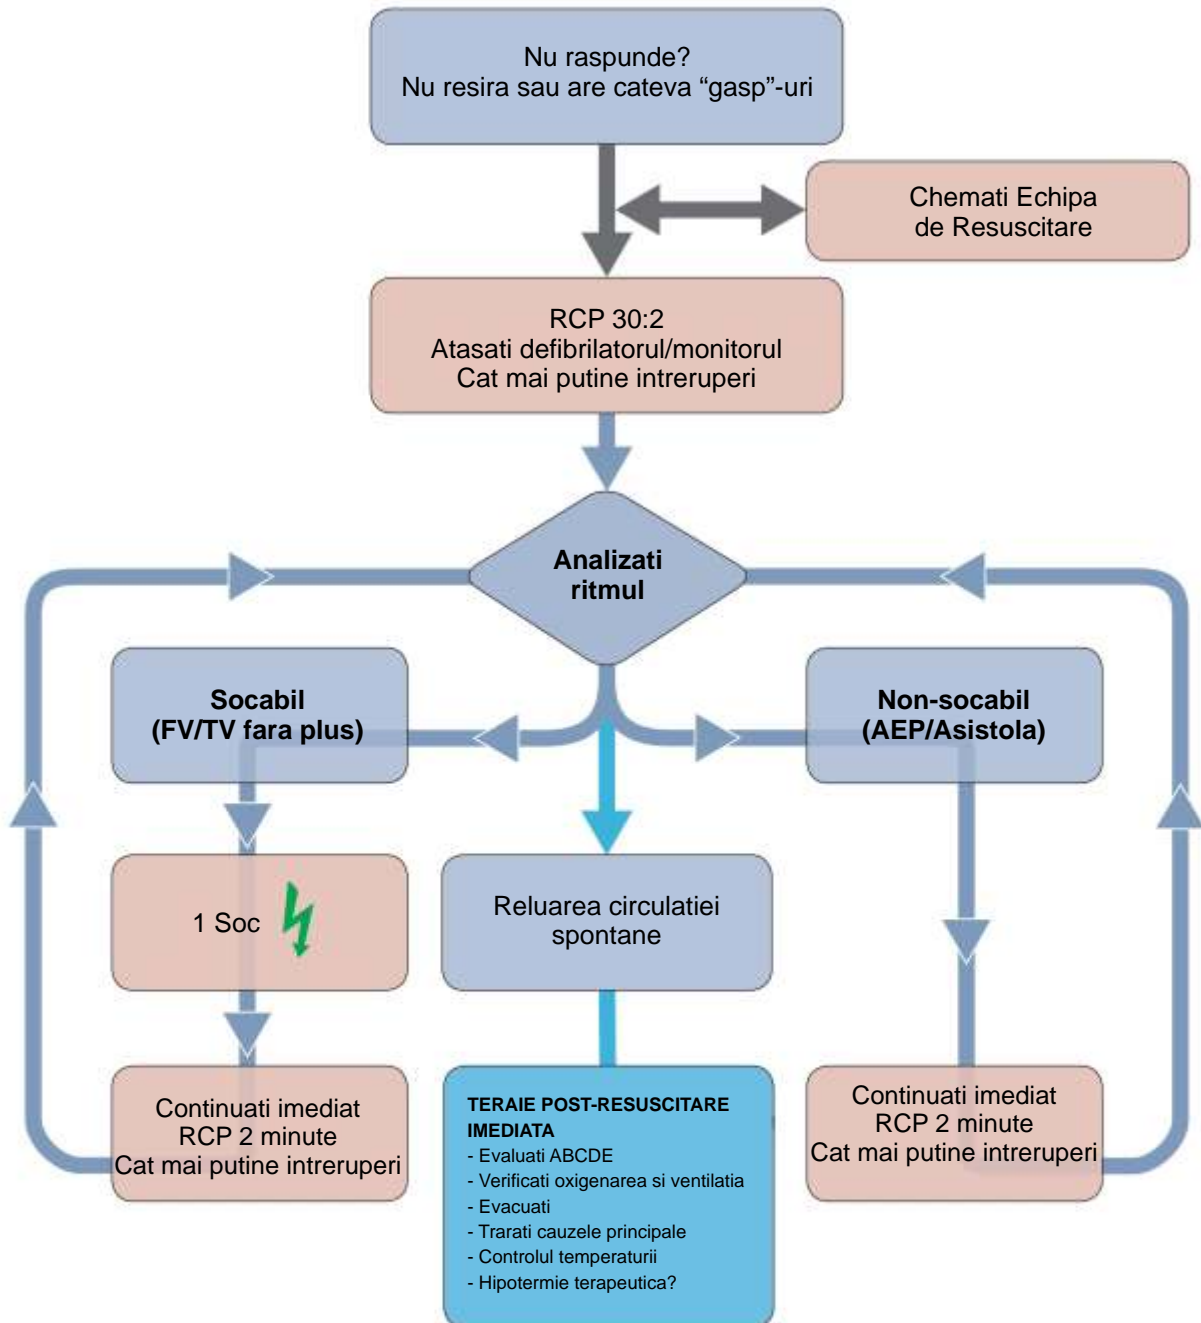 Nu raspunde?
Nu resira sau are cateva “gasp”-uri
Chemati Echipa
de Resuscitare
RCP 30:2
Atasati defibrilatorul/monitorul
Cat mai putine intreruperi
Analizati
ritmul
Socabil
(FV/TV fara plus)
Non-socabil
(AEP/Asistola)
1 Soc
Reluarea circulatiei
spontane
Continuati imediat
RCP 2 minute
Cat mai putine intreruperi
TERAIE POST-RESUSCITARE
IMEDIATA
- Evaluati ABCDE
- Verificati oxigenarea si ventilatia
- Evacuati
- Trarati cauzele principale
- Controlul temperaturii
- Hipotermie terapeutica?
Continuati imediat
RCP 2 minute
Cat mai putine intreruperi